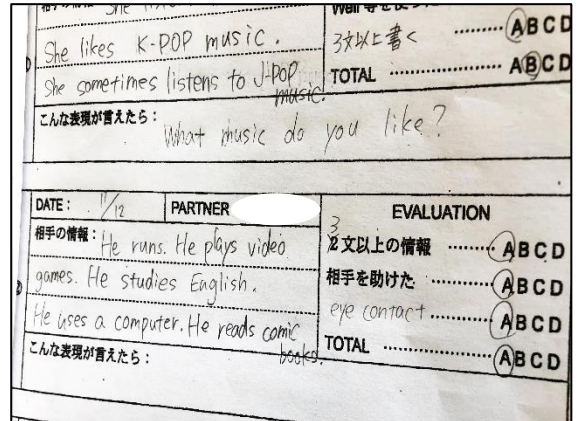 She likes K-POP music.
She sometimes listens to J-POP music.
こんな表現が言えたら: What music do you like?
3文以上書く ABCD
TOTAL ABCD
DATE: 11/12 PARTNER
相手の情報: He runs. He plays video
games. He studies English.
He uses a computer. He reads comic
books.
こんな表現が言えたら:
EVALUATION
3文以上の情報 ABCD
相手を助けた ABCD
eye contact ABCD
TOTAL ABCD